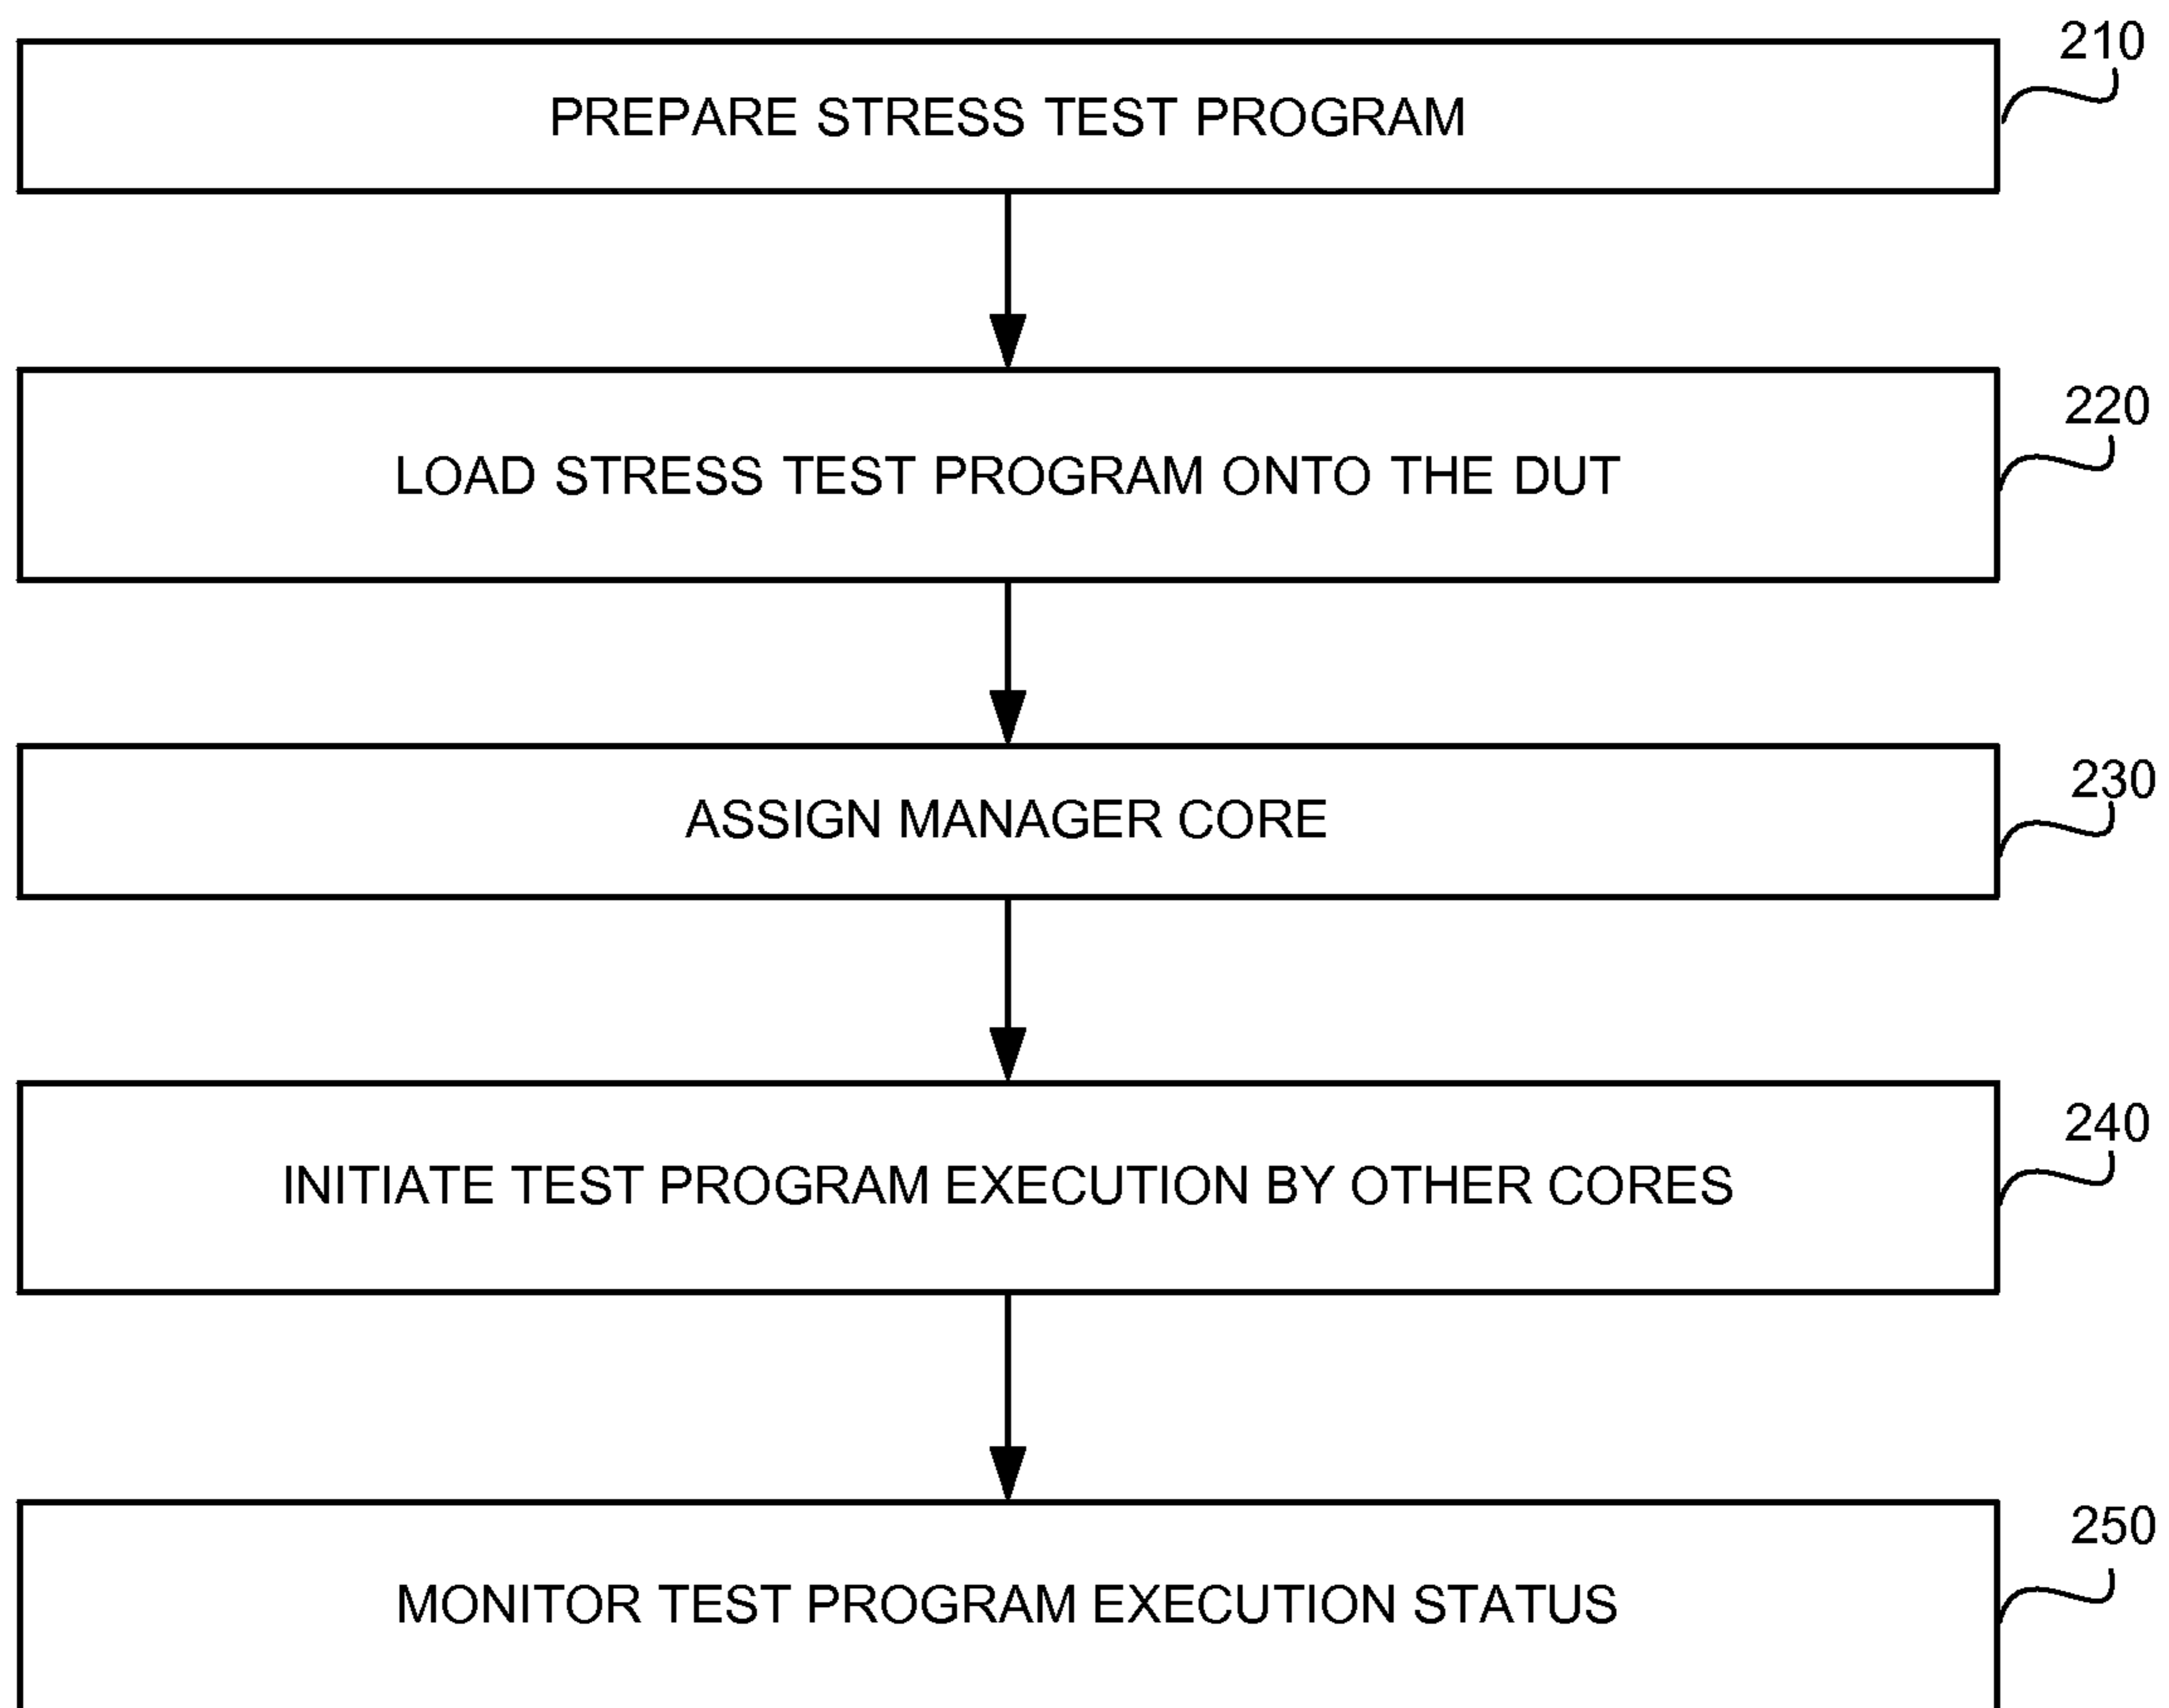 210
PREPARE STRESS TEST PROGRAM
220
LOAD STRESS TEST PROGRAM ONTO THE DUT
230
ASSIGN MANAGER CORE
240
INITIATE TEST PROGRAM EXECUTION BY OTHER CORES
250
MONITOR TEST PROGRAM EXECUTION STATUS